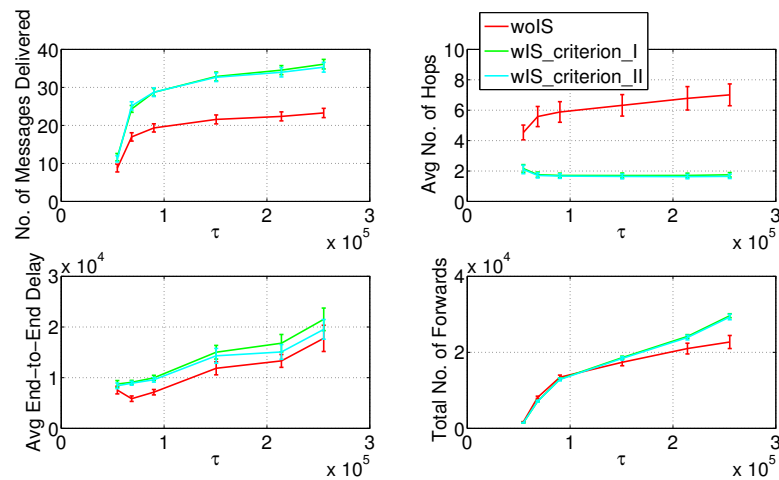 woIS
wIS_criterion_I
wIS_criterion_II
No. of Messages Delivered
40
30
20
10
0
0 1 2 3
τ
x 10^5
Avg No. of Hops
10
8
6
4
2
0
0 1 2 3
τ
x 10^5
Avg End-to-End Delay
x 10^4
3
2
1
0
0 1 2 3
τ
x 10^5
Total No. of Forwards
x 10^4
4
2
0
0 1 2 3
τ
x 10^5